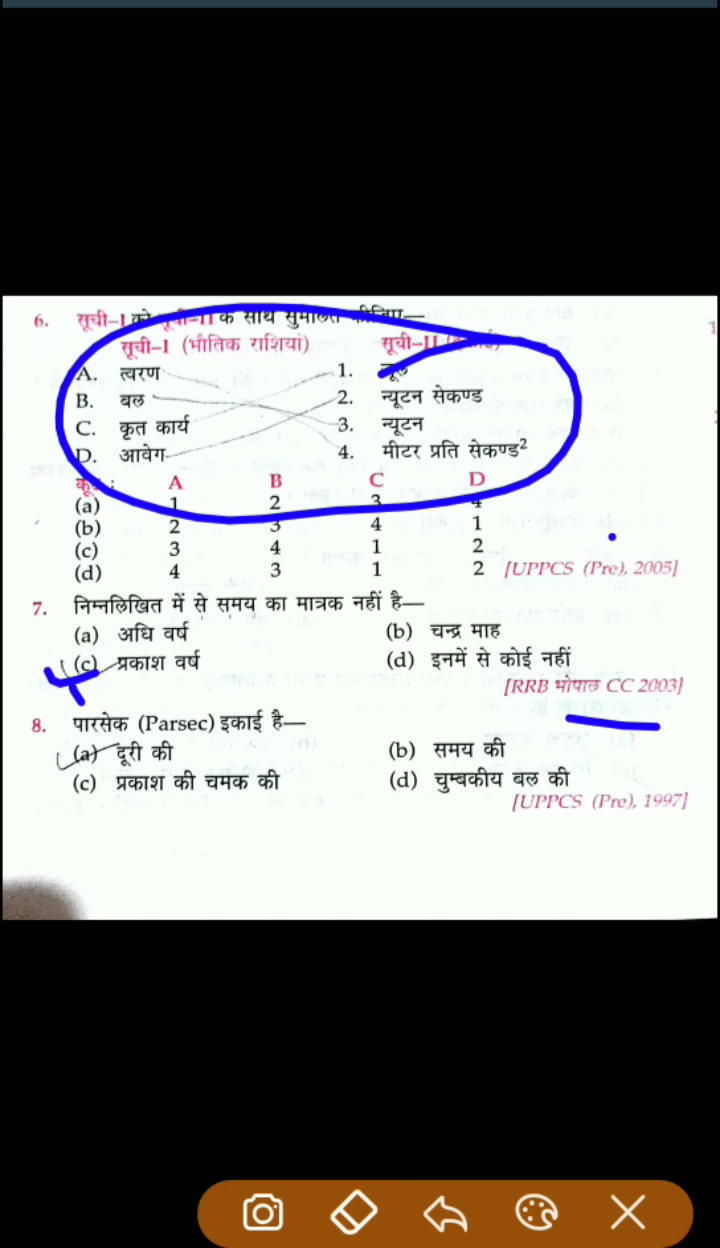 6. सूची-I को सूची-II के साथ सुमेलित कीजिए—
सूची-I (भौतिक राशियां) सूची-II (इकाई)
A. त्वरण 1. जूल
B. बल 2. न्यूटन सेकण्ड
C. कृत कार्य 3. न्यूटन
D. आवेग 4. मीटर प्रति सेकण्ड²
कूट : A B C D
(a) 1 2 3 4
(b) 2 3 4 1
(c) 3 4 1 2
(d) 4 3 1 2 [UPPCS (Pre), 2005]
7. निम्नलिखित में से समय का मात्रक नहीं है—
(a) अधि वर्ष (b) चन्द्र माह
(c) प्रकाश वर्ष (d) इनमें से कोई नहीं
[RRB भोपाल CC 2003]
8. पारसेक (Parsec) इकाई है—
(a) दूरी की (b) समय की
(c) प्रकाश की चमक की (d) चुम्बकीय बल की
[UPPCS (Pre), 1997]